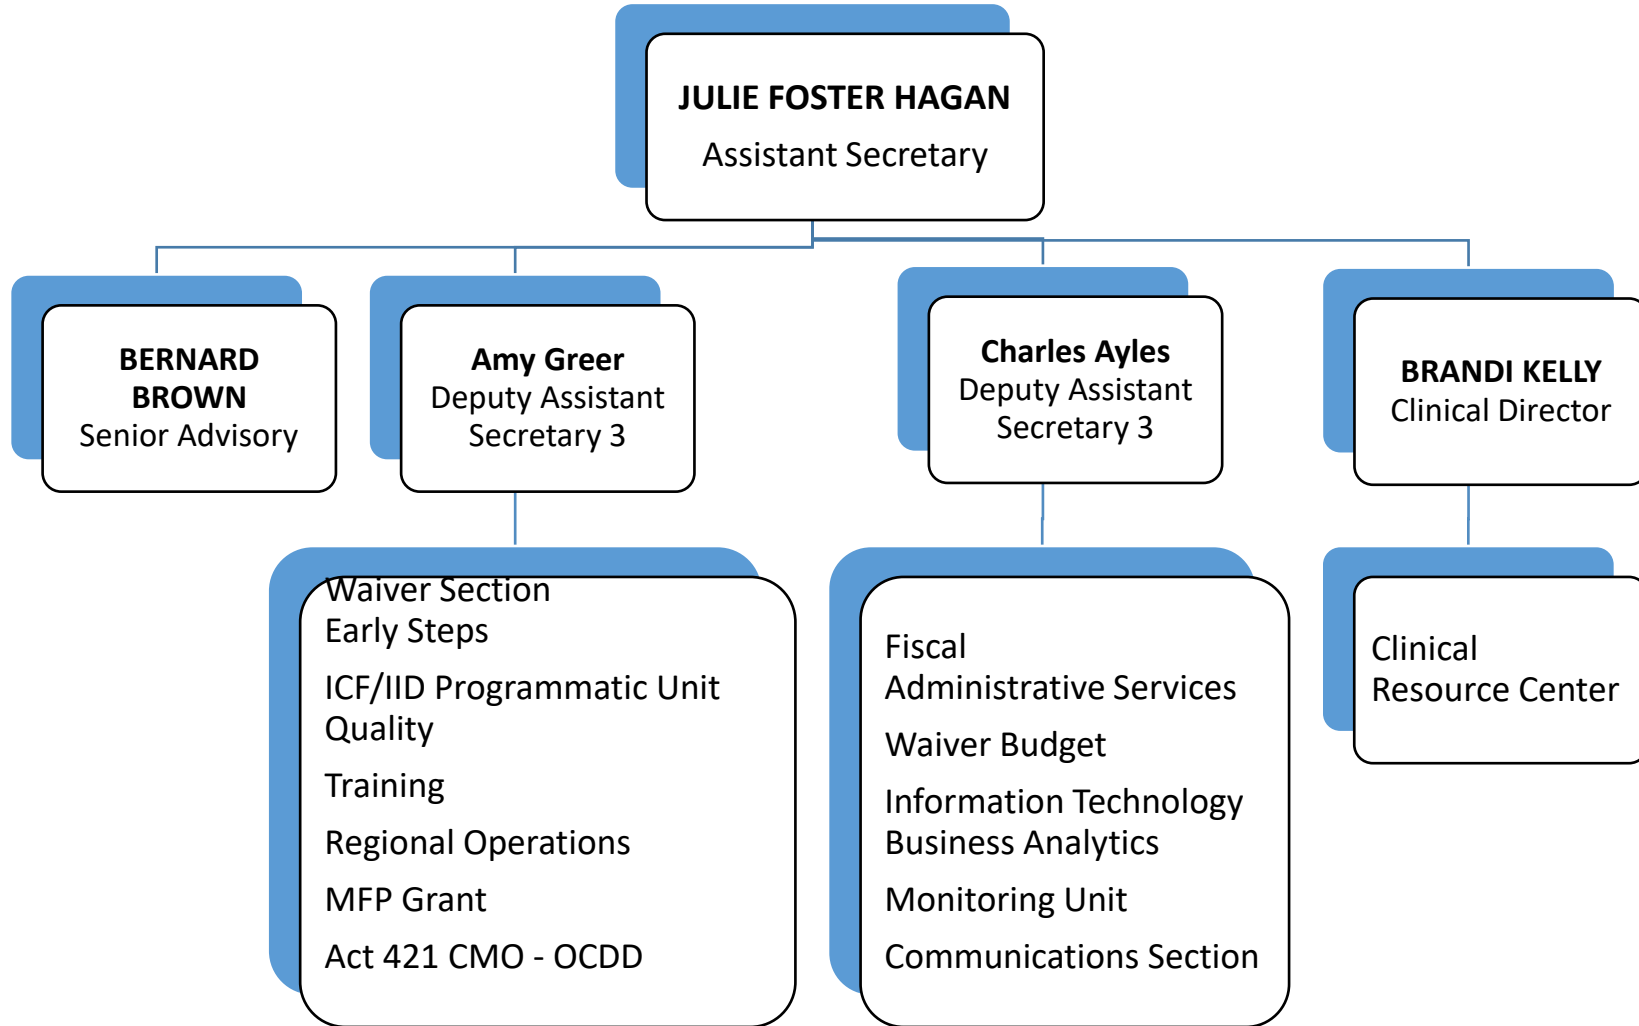 JULIE FOSTER HAGAN
Assistant Secretary
BERNARD
BROWN
Senior Advisory
Amy Greer
Deputy Assistant
Secretary 3
Charles Ayles
Deputy Assistant
Secretary 3
BRANDI KELLY
Clinical Director
Waiver Section
Early Steps
ICF/IID Programmatic Unit
Quality
Training
Regional Operations
MFP Grant
Act 421 CMO - OCDD
Fiscal
Administrative Services
Waiver Budget
Information Technology
Business Analytics
Monitoring Unit
Communications Section
Clinical
Resource Center